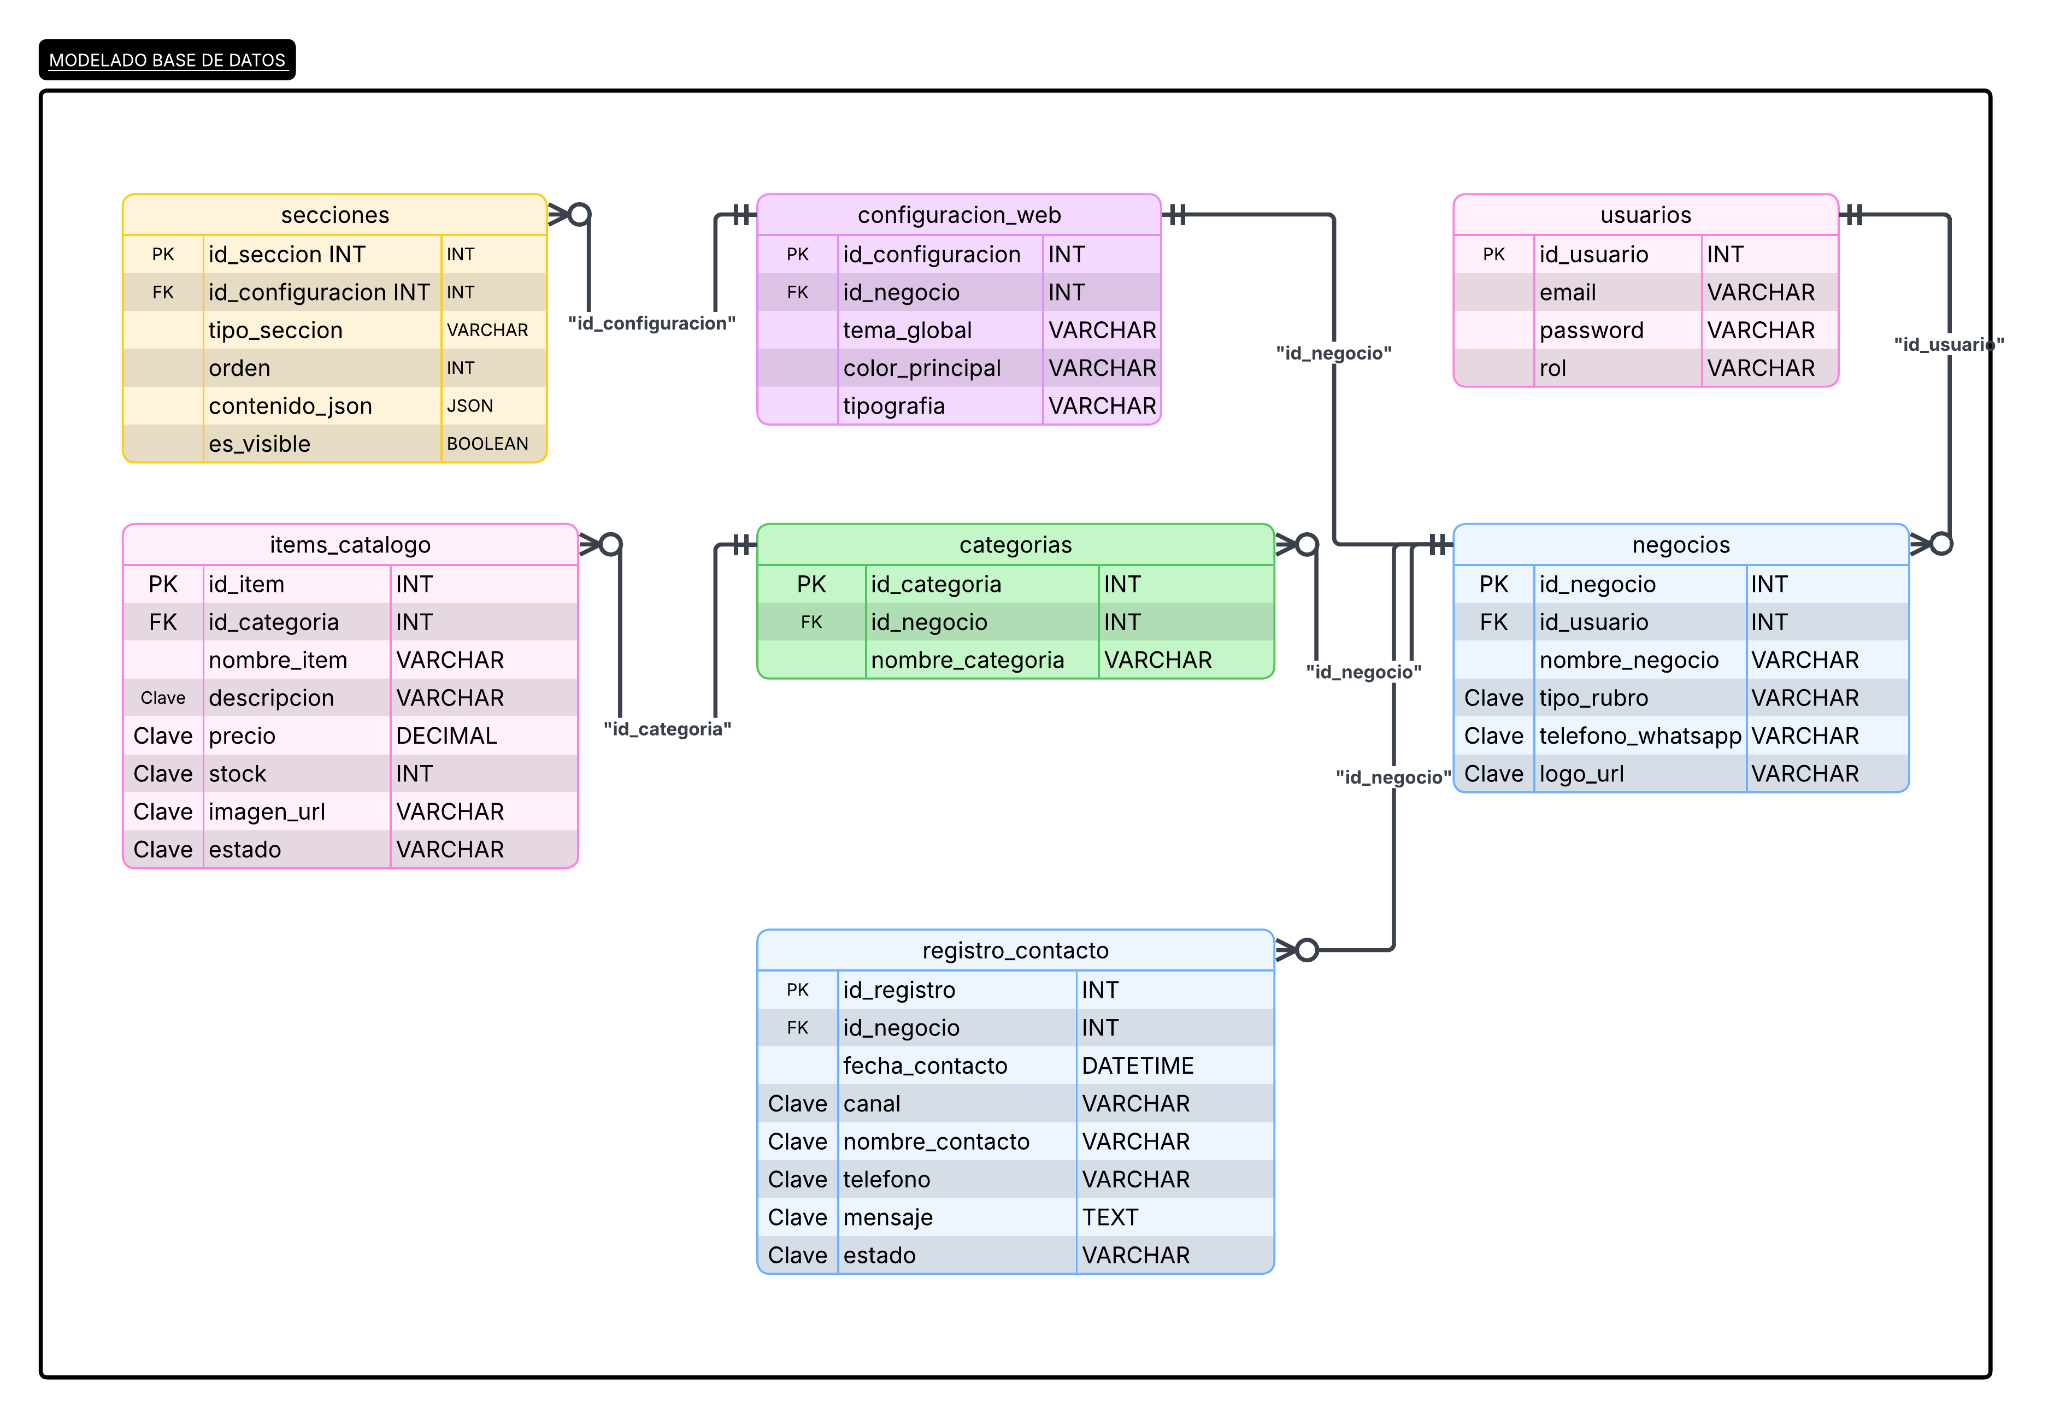 MODELADO BASE DE DATOS
secciones
PK id_seccion INT INT
FK id_configuracion INT INT
tipo_seccion VARCHAR
orden INT
contenido_json JSON
es_visible BOOLEAN
"id_configuracion"
configuracion_web
PK id_configuracion INT
FK id_negocio INT
tema_global VARCHAR
color_principal VARCHAR
tipografia VARCHAR
"id_negocio"
usuarios
PK id_usuario INT
email VARCHAR
password VARCHAR
rol VARCHAR
"id_usuario"
items_catalogo
PK id_item INT
FK id_categoria INT
nombre_item VARCHAR
Clave descripcion VARCHAR
Clave precio DECIMAL
Clave stock INT
Clave imagen_url VARCHAR
Clave estado VARCHAR
"id_categoria"
categorias
PK id_categoria INT
FK id_negocio INT
nombre_categoria VARCHAR
"id_negocio"
"id_negocio"
negocios
PK id_negocio INT
FK id_usuario INT
nombre_negocio VARCHAR
Clave tipo_rubro VARCHAR
Clave telefono_whatsapp VARCHAR
Clave logo_url VARCHAR
registro_contacto
PK id_registro INT
FK id_negocio INT
fecha_contacto DATETIME
Clave canal VARCHAR
Clave nombre_contacto VARCHAR
Clave telefono VARCHAR
Clave mensaje TEXT
Clave estado VARCHAR